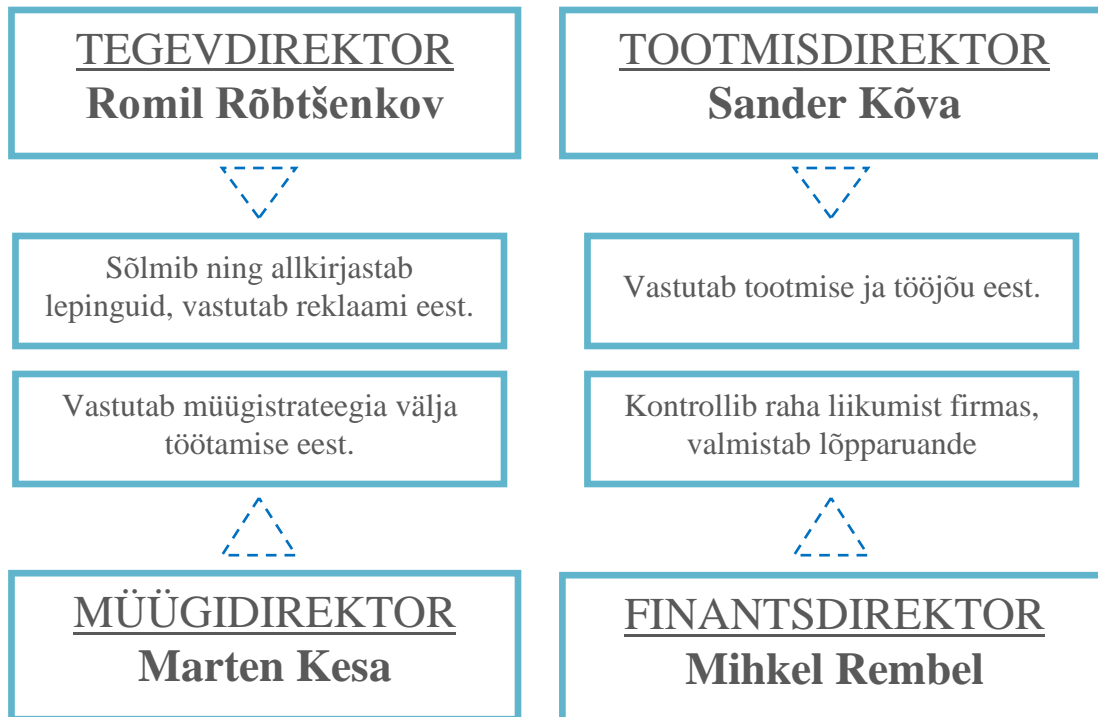 TEGEVDIREKTOR
Romil Rõbtšenkov
TOOTMISDIREKTOR
Sander Kõva
Sõlmib ning allkirjastab
lepinguid, vastutab reklaami eest.
Vastutab tootmise ja tööjõu eest.
Vastutab müügistrateegia välja
töötamise eest.
Kontrollib raha liikumist firmas,
valmistab lõpparuande
MÜÜGIDIREKTOR
Marten Kesa
FINANTSDIREKTOR
Mihkel Rembel